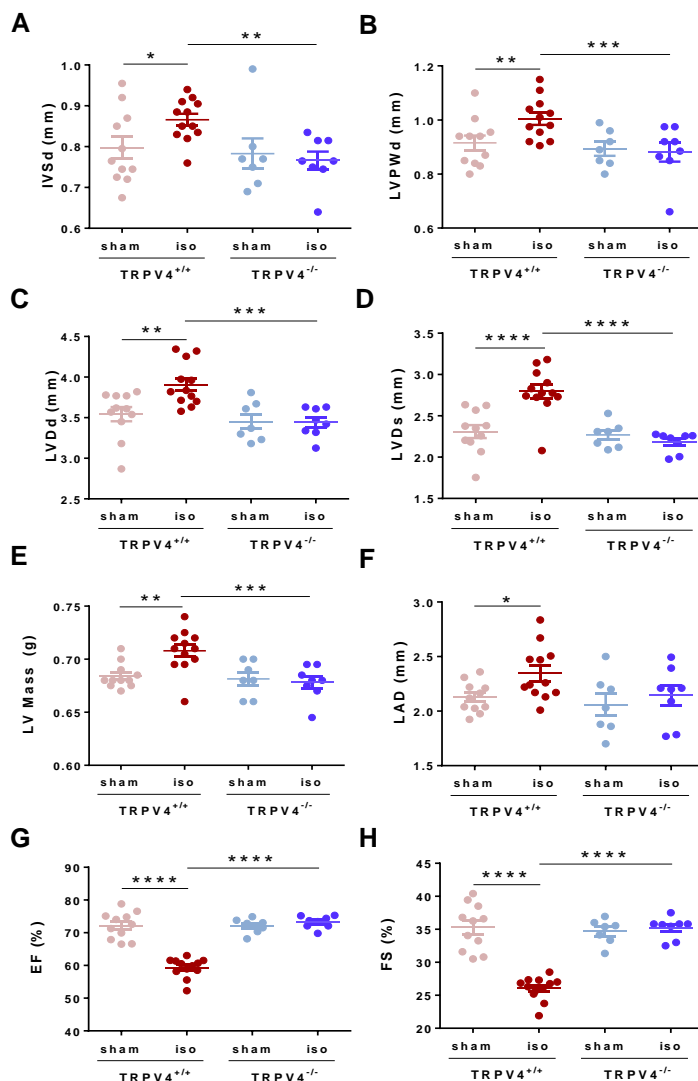 A
B
* **
** ***
1.0
0.9
0.8
0.7
0.6
IVSd (mm)
sham iso sham iso
TRPV4+/+ TRPV4-/-
1.2
1.0
0.8
0.6
LVPWd (mm)
sham iso sham iso
TRPV4+/+ TRPV4-/-
C
D
** ***
**** ****
4.5
4.0
3.5
3.0
2.5
LVDd (mm)
sham iso sham iso
TRPV4+/+ TRPV4-/-
3.5
3.0
2.5
2.0
1.5
LVDs (mm)
sham iso sham iso
TRPV4+/+ TRPV4-/-
E
F
** ***
*
0.75
0.70
0.65
0.60
LV Mass (g)
sham iso sham iso
TRPV4+/+ TRPV4-/-
3.0
2.5
2.0
1.5
LAD (mm)
sham iso sham iso
TRPV4+/+ TRPV4-/-
G
H
**** ****
**** ****
90
80
70
60
50
40
EF (%)
sham iso sham iso
TRPV4+/+ TRPV4-/-
45
40
35
30
25
20
FS (%)
sham iso sham iso
TRPV4+/+ TRPV4-/-